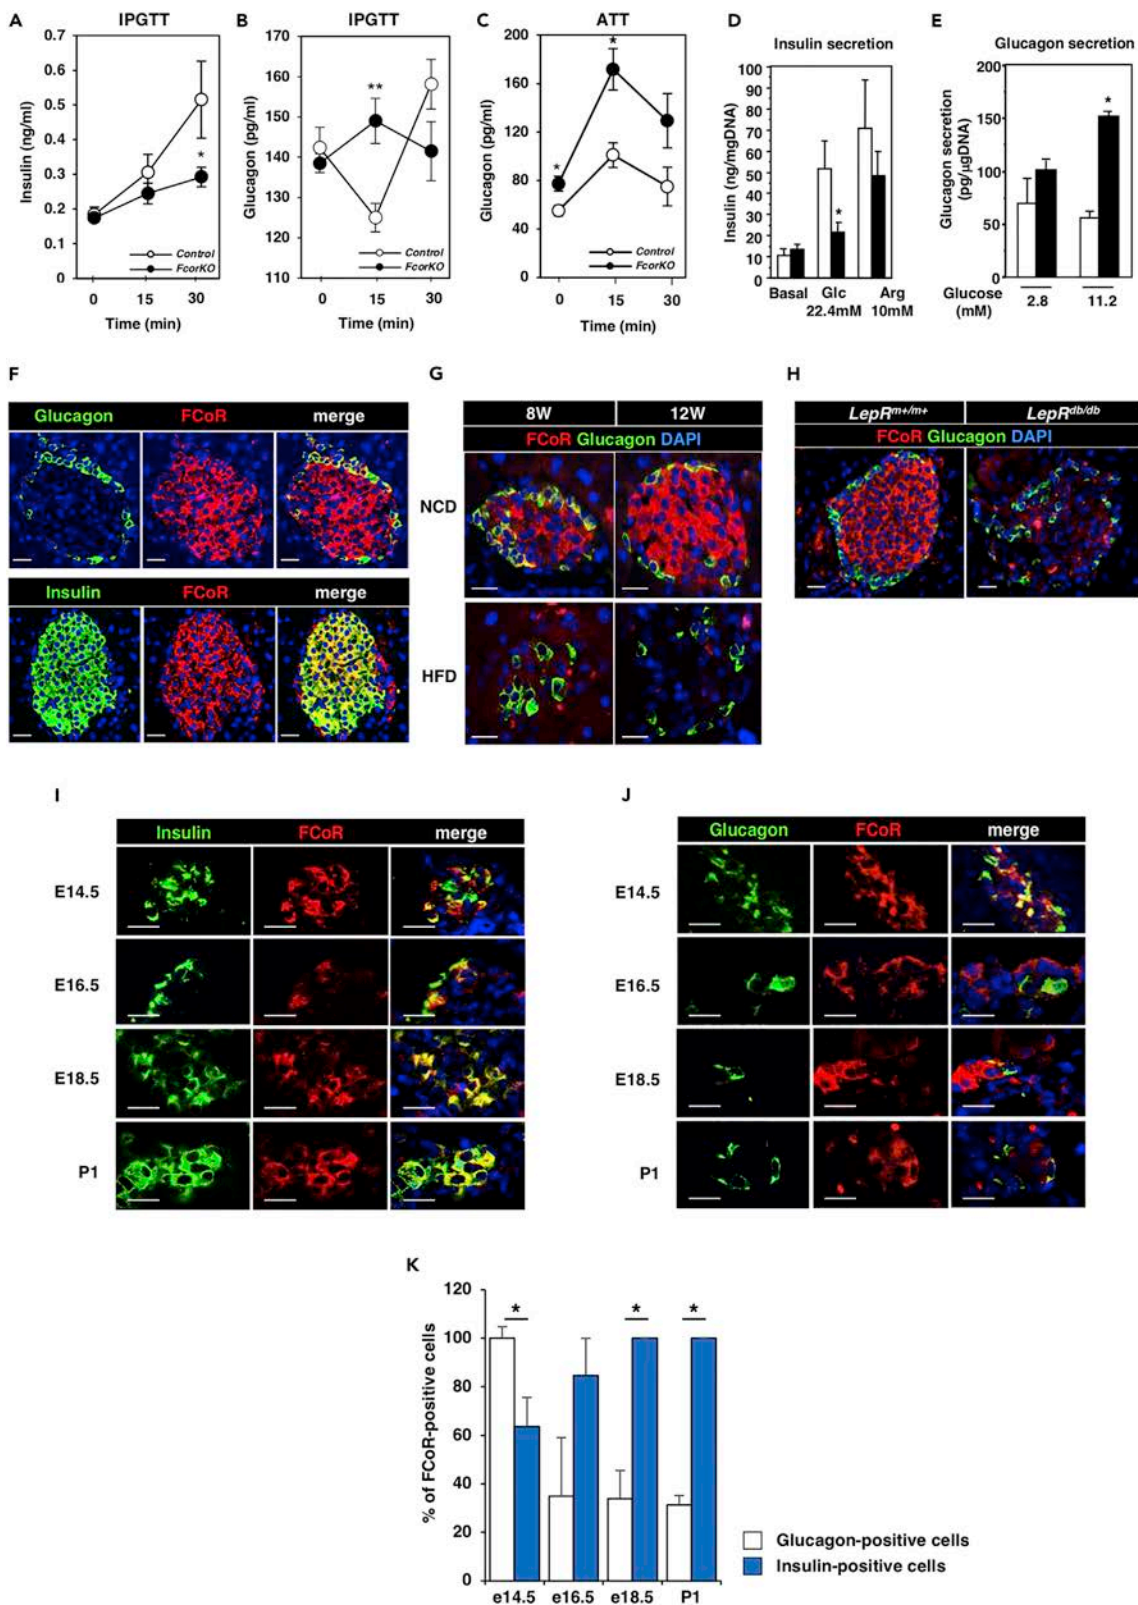 A
IPGTT
Insulin (ng/ml)
0.7
0.6
0.5
0.4
0.3
0.2
0.1
0
*
Control
FcorKO
0 15 30
Time (min)
B
IPGTT
Glucagon (pg/ml)
170
160
150
140
130
120
110
**
Control
FcorKO
0 15 30
Time (min)
C
ATT
Glucagon (pg/ml)
200
160
120
80
40
0
*
*
Control
FcorKO
0 15 30
Time (min)
D
Insulin secretion
Insulin (ng/mgDNA)
100
90
80
70
60
50
40
30
20
10
0
*
Basal Glc Arg
22.4mM 10mM
E
Glucagon secretion
Glucagon secretion
(pg/µgDNA)
200
150
100
50
0
*
Glucose
(mM)
2.8 11.2
F
Glucagon FCoR merge
Insulin FCoR merge
G
8W 12W
FCoR Glucagon DAPI
NCD
HFD
H
LepR^m+/m+ LepR^db/db
FCoR Glucagon DAPI
I
Insulin FCoR merge
E14.5
E16.5
E18.5
P1
J
Glucagon FCoR merge
E14.5
E16.5
E18.5
P1
K
% of FCoR-positive cells
120
100
80
60
40
20
0
* * *
e14.5 e16.5 e18.5 P1
Glucagon-positive cells
Insulin-positive cells